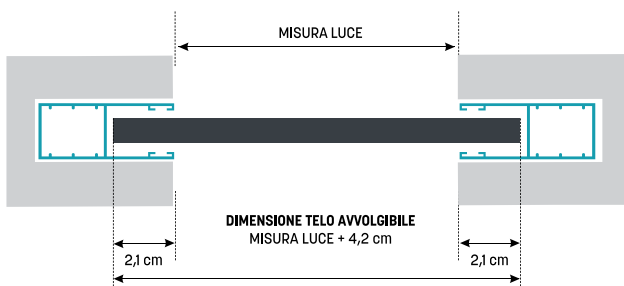 MISURA LUCE
DIMENSIONE TELO AVVOLGIBILE
MISURA LUCE + 4,2 cm
2,1 cm
2,1 cm